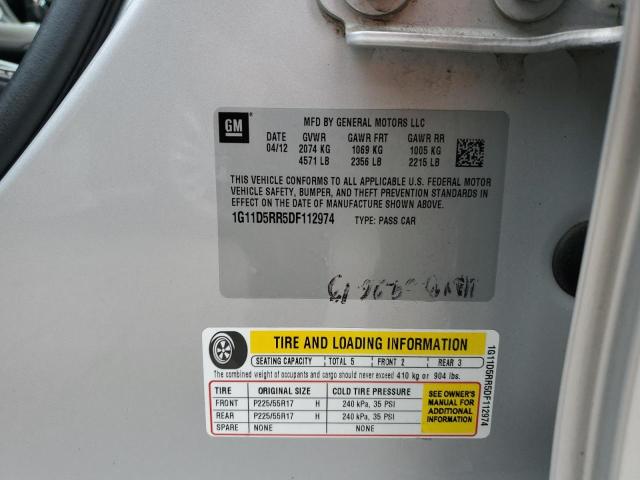 GM
MFD BY GENERAL MOTORS LLC
DATE GVWR GAWR FRT GAWR RR
04/12 2074 KG 1069 KG 1005 KG
4571 LB 2356 LB 2215 LB
THIS VEHICLE CONFORMS TO ALL APPLICABLE U.S. FEDERAL MOTOR
VEHICLE SAFETY, BUMPER, AND THEFT PREVENTION STANDARDS IN
EFFECT ON THE DATE OF MANUFACTURE SHOWN ABOVE.
1G11D5RR5DF112974 TYPE: PASS CAR
TIRE AND LOADING INFORMATION
SEATING CAPACITY TOTAL 5 FRONT 2 REAR 3
The combined weight of occupants and cargo should never exceed 410 kg or 904 lbs.
TIRE ORIGINAL SIZE COLD TIRE PRESSURE
FRONT P225/55R17 H 240 kPa, 35 PSI
REAR P225/55R17 H 240 kPa, 35 PSI
SPARE NONE NONE
SEE OWNER'S
MANUAL FOR
ADDITIONAL
INFORMATION
1G11D5RR5DF112974